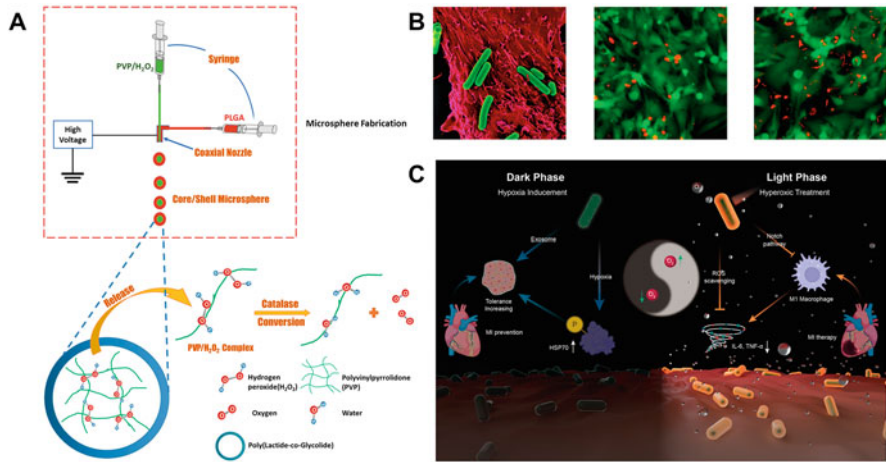 A
PVP/H₂O₂
Syringe
PLGA
High
Voltage
Coaxial Nozzle
Core/Shell Microsphere
Microsphere Fabrication
Release
PVP/H₂O₂ Complex
Catalase
Conversion
+
Hydrogen
peroxide(H₂O₂)
Polyvinylpyrrolidone
(PVP)
Oxygen
Water
Poly(Lactide-co-Glycolide)
B
C
Dark Phase
Hypoxia Inducement
Light Phase
Hyperoxic Treatment
Exosome
Hypoxia
Tolerance
Increasing
MI prevention
P
HSP70
O₂
O₂
Notch
pathway
ROS
scavenging
M1 Macrophage
IL-6, TNF-α
MI therapy